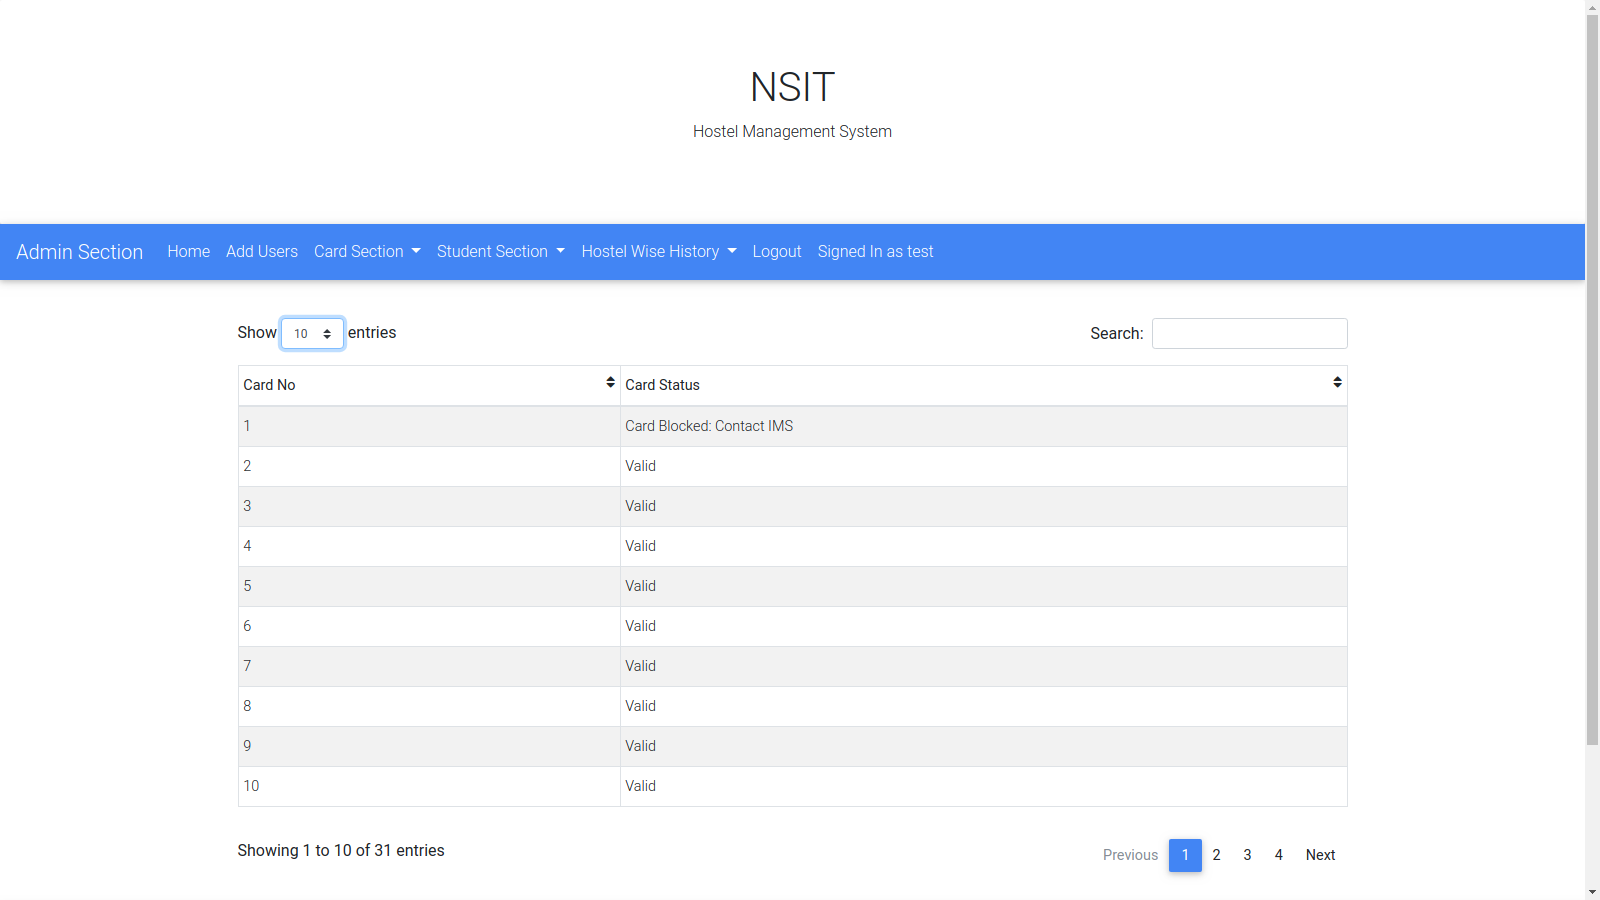 NSIT
Hostel Management System
Admin Section Home Add Users Card Section Student Section Hostel Wise History Logout Signed In as test
Show 10 entries Search:
Card No Card Status
1 Card Blocked: Contact IMS
2 Valid
3 Valid
4 Valid
5 Valid
6 Valid
7 Valid
8 Valid
9 Valid
10 Valid
Showing 1 to 10 of 31 entries Previous 1 2 3 4 Next